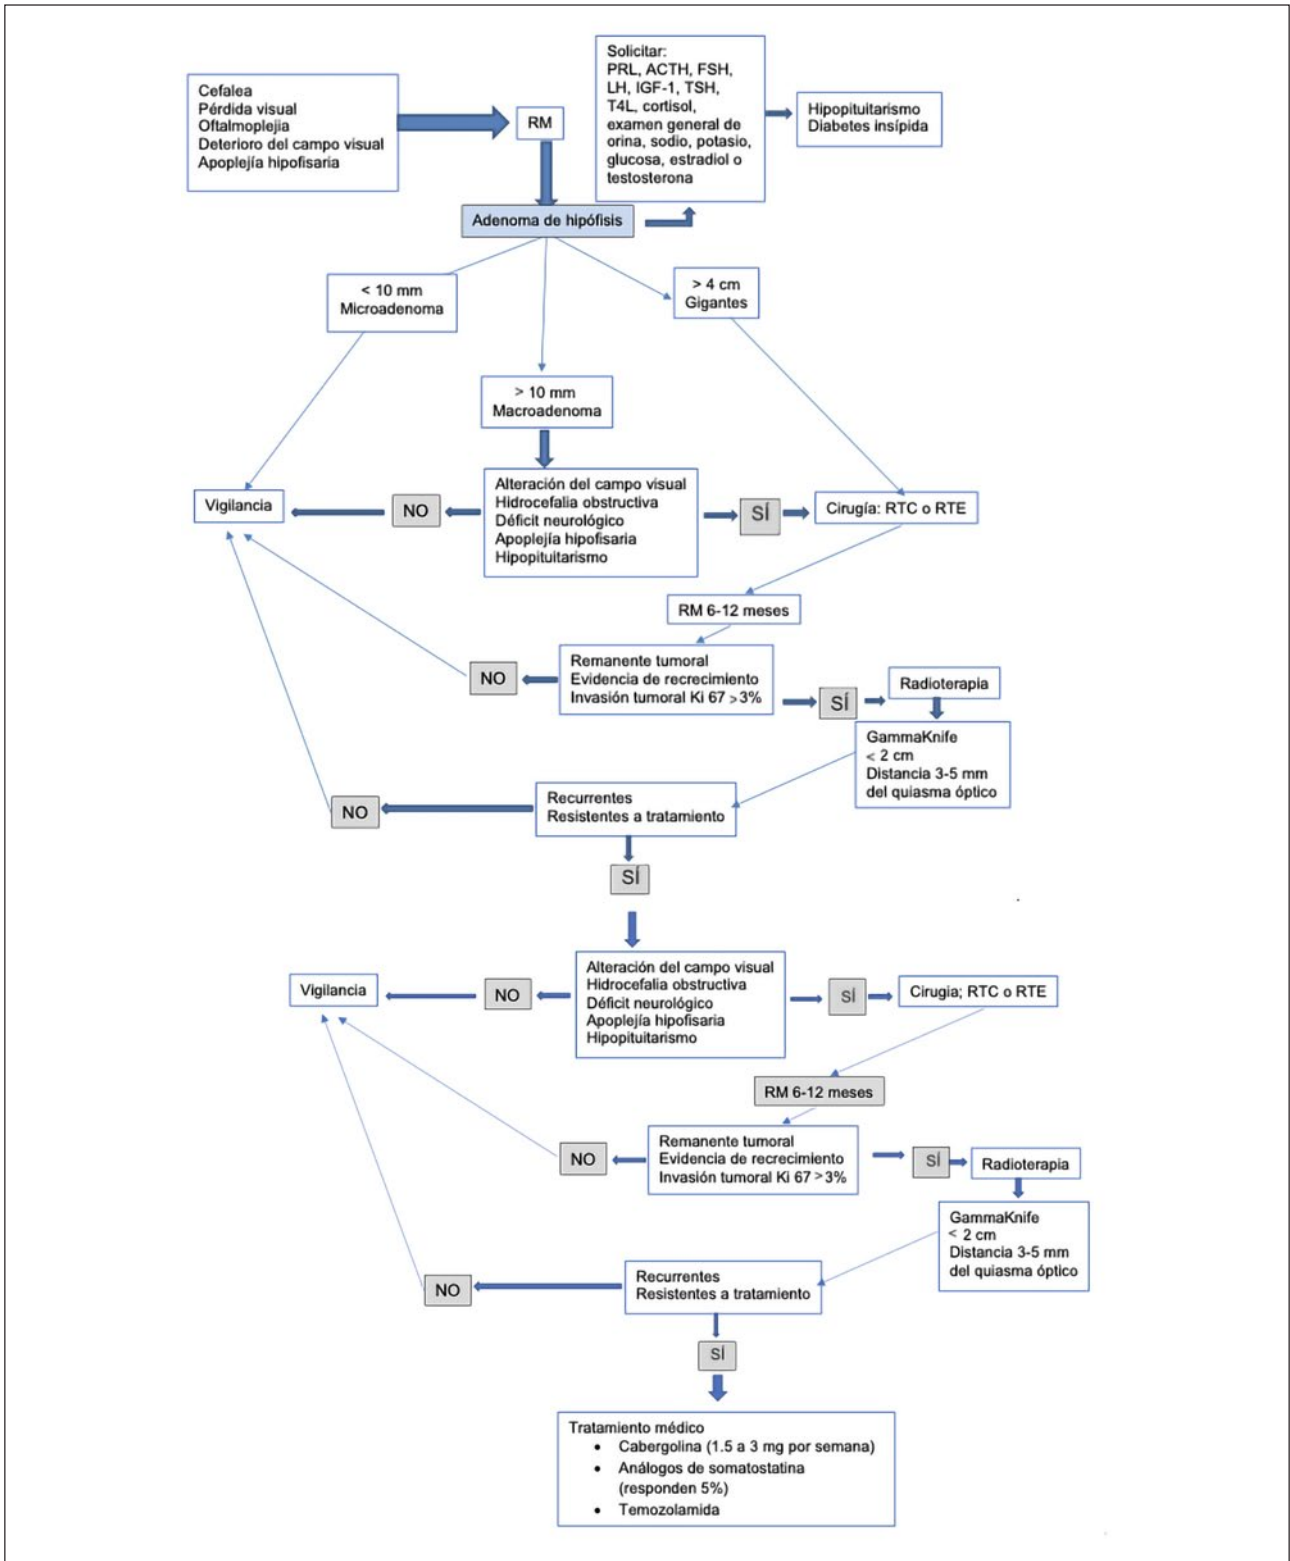 Solicitar:
PRL, ACTH, FSH,
LH, IGF-1, TSH,
T4L, cortisol,
examen general de
orina, sodio, potasio,
glucosa, estradiol o
testosterona
Cefalea
Pérdida visual
Oftalmoplejia
Deterioro del campo visual
Apoplejía hipofisaria
RM
Hipopituitarismo
Diabetes insípida
Adenoma de hipófisis
< 10 mm
Microadenoma
> 4 cm
Gigantes
> 10 mm
Macroadenoma
Vigilancia
NO
Alteración del campo visual
Hidrocefalia obstructiva
Déficit neurológico
Apoplejía hipofisaria
Hipopituitarismo
SÍ
Cirugía: RTC o RTE
RM 6-12 meses
NO
Remanente tumoral
Evidencia de recrecimiento
Invasión tumoral Ki 67 >3%
SÍ
Radioterapia
GammaKnife
< 2 cm
Distancia 3-5 mm
del quiasma óptico
NO
Recurrentes
Resistentes a tratamiento
SÍ
Vigilancia
NO
Alteración del campo visual
Hidrocefalia obstructiva
Déficit neurológico
Apoplejía hipofisaria
Hipopituitarismo
SÍ
Cirugia; RTC o RTE
RM 6-12 meses
NO
Remanente tumoral
Evidencia de recrecimiento
Invasión tumoral Ki 67 >3%
SÍ
Radioterapia
GammaKnife
< 2 cm
Distancia 3-5 mm
del quiasma óptico
NO
Recurrentes
Resistentes a tratamiento
SÍ
Tratamiento médico
• Cabergolina (1.5 a 3 mg por semana)
• Análogos de somatostatina
(responden 5%)
• Temozolamida